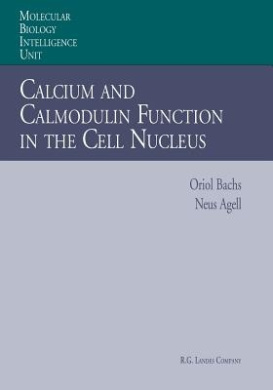 MOLECULAR
BIOLOGY
INTELLIGENCE
UNIT
CALCIUM AND
CALMODULIN FUNCTION
IN THE CELL NUCLEUS
Oriol Bachs
Neus Agell
R.G. LANDES COMPANY